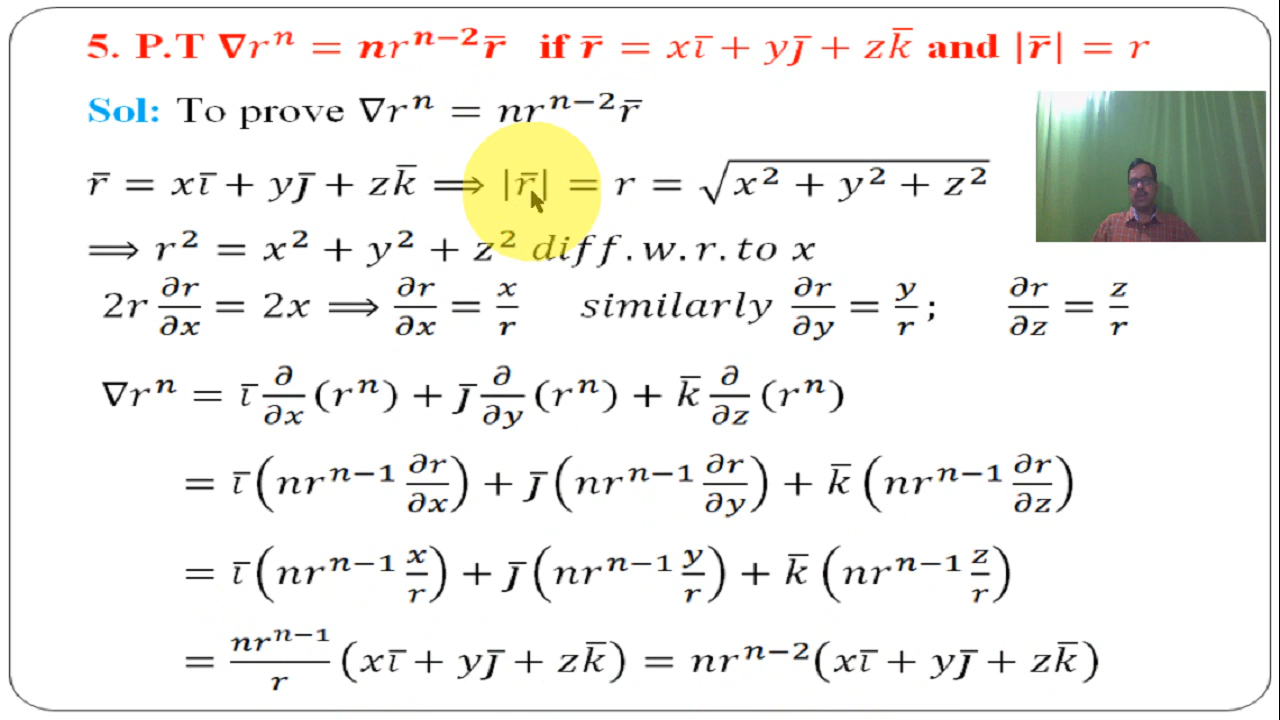 5. P.T ∇rⁿ = nrⁿ⁻²r̄ if r̄ = xī + yj̄ + zk̄ and |r̄| = r
Sol: To prove ∇rⁿ = nrⁿ⁻²r̄
r̄ = xī + yj̄ + zk̄ ⟹ |r̄| = r = √(x² + y² + z²)
⟹ r² = x² + y² + z² diff.w.r.to x
2r ∂r/∂x = 2x ⟹ ∂r/∂x = x/r similarly ∂r/∂y = y/r ; ∂r/∂z = z/r
∇rⁿ = ī ∂/∂x (rⁿ) + j̄ ∂/∂y (rⁿ) + k̄ ∂/∂z (rⁿ)
= ī (nrⁿ⁻¹ ∂r/∂x) + j̄ (nrⁿ⁻¹ ∂r/∂y) + k̄ (nrⁿ⁻¹ ∂r/∂z)
= ī (nrⁿ⁻¹ x/r) + j̄ (nrⁿ⁻¹ y/r) + k̄ (nrⁿ⁻¹ z/r)
= nrⁿ⁻¹/r (xī + yj̄ + zk̄) = nrⁿ⁻²(xī + yj̄ + zk̄)